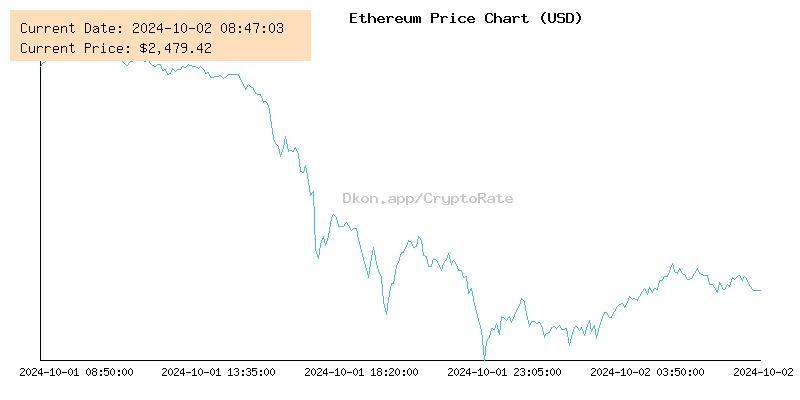 Ethereum Price Chart (USD)
Current Date: 2024-10-02 08:47:03
Current Price: $2,479.42
Dkon.app/CryptoRate
2024-10-01 08:50:00 2024-10-01 13:35:00 2024-10-01 18:20:00 2024-10-01 23:05:00 2024-10-02 03:50:00 2024-10-02